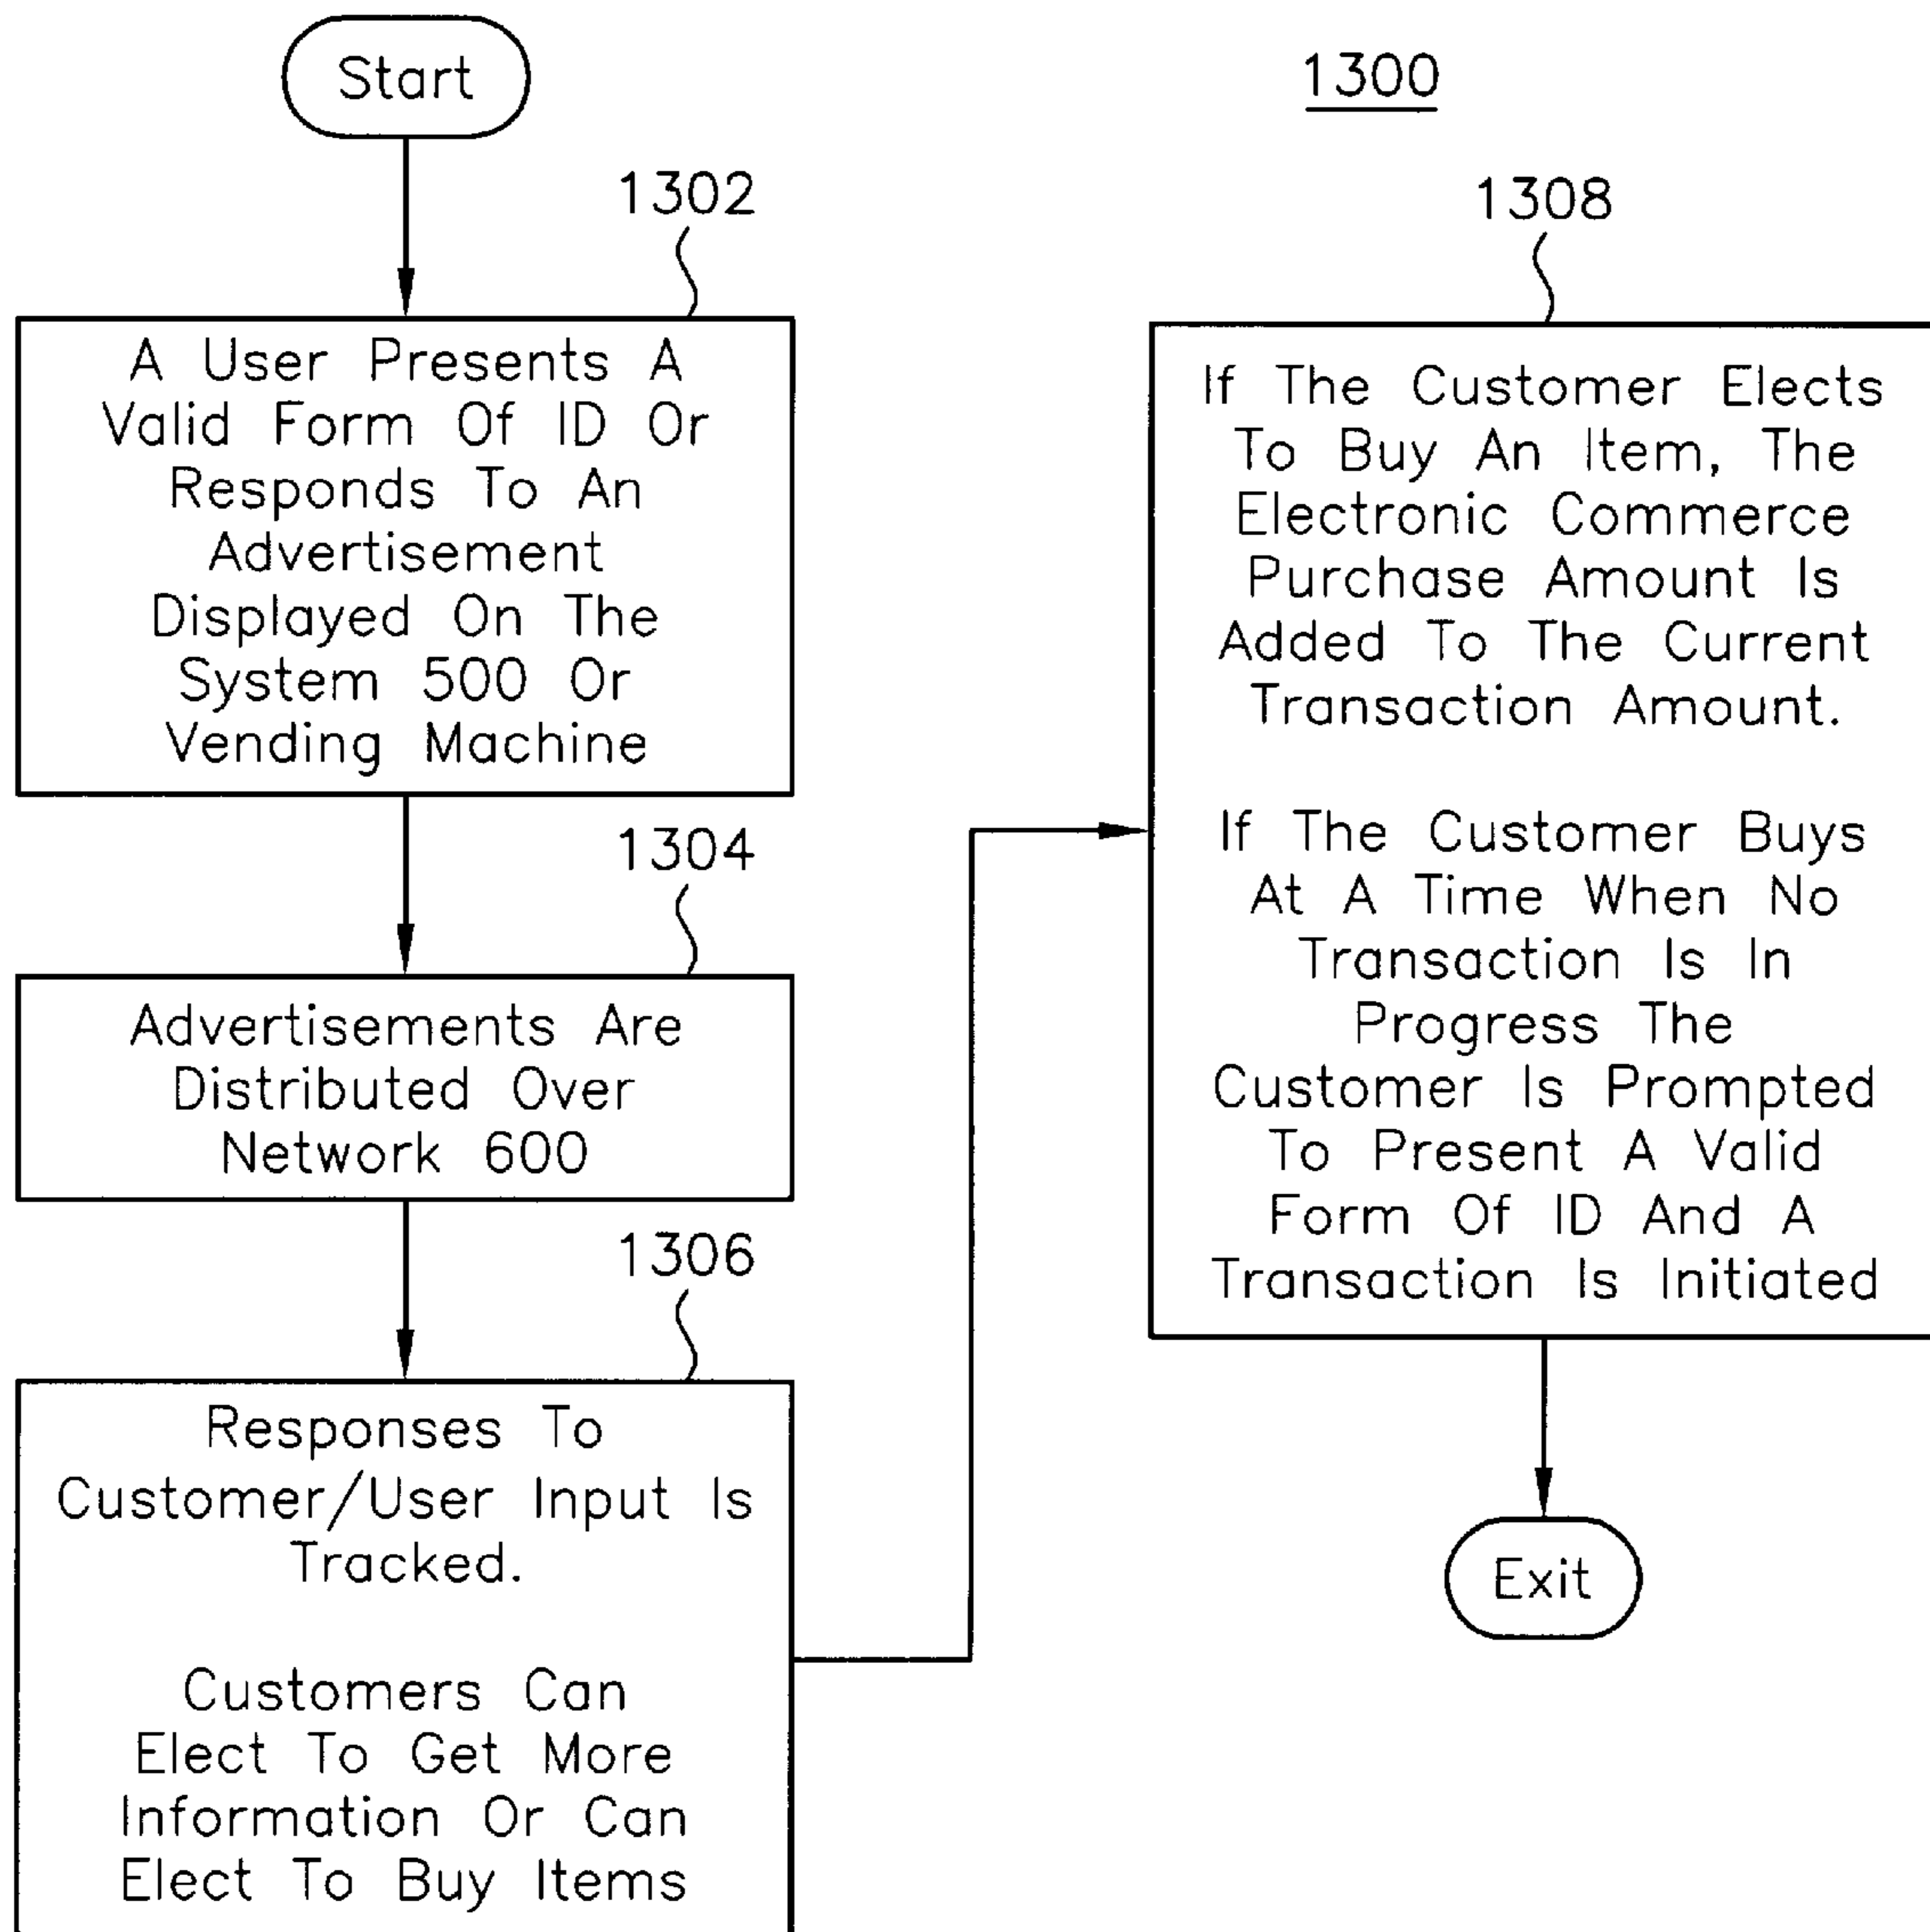 Start
1302
A User Presents A
Valid Form Of ID Or
Responds To An
Advertisement
Displayed On The
System 500 Or
Vending Machine
1304
Advertisements Are
Distributed Over
Network 600
1306
Responses To
Customer/User Input Is
Tracked.
Customers Can
Elect To Get More
Information Or Can
Elect To Buy Items
1300
1308
If The Customer Elects
To Buy An Item, The
Electronic Commerce
Purchase Amount Is
Added To The Current
Transaction Amount.
If The Customer Buys
At A Time When No
Transaction Is In
Progress The
Customer Is Prompted
To Present A Valid
Form Of ID And A
Transaction Is Initiated
Exit